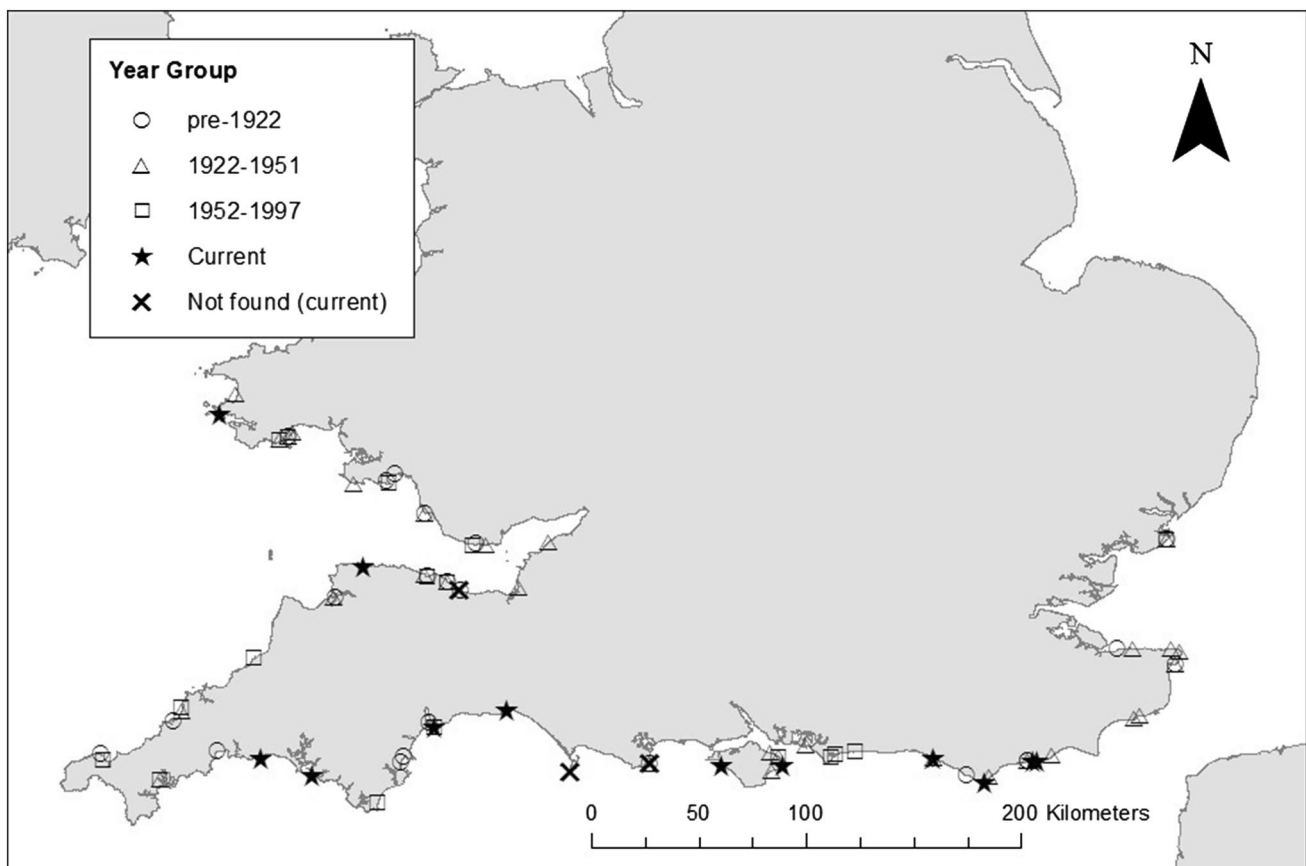 Year Group
pre-1922
1922-1951
1952-1997
Current
Not found (current)
N
0 50 100 200 Kilometers